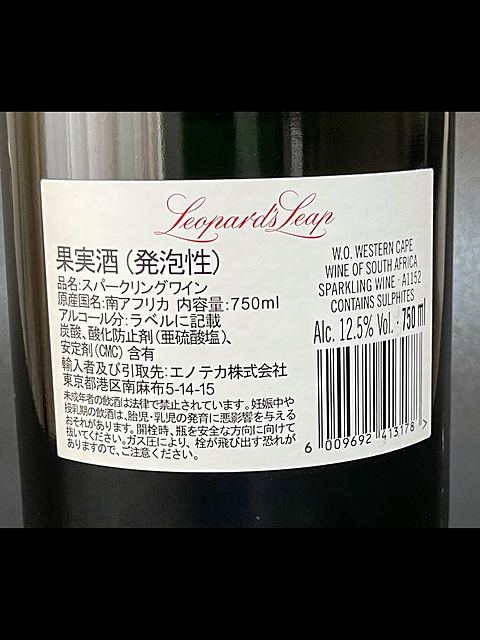 Leopard's Leap
果実酒（発泡性）
品名:スパークリングワイン
原産国:南アフリカ 内容量:750ml
アルコール分:ラベルに記載
炭酸、酸化防止剤（亜硫酸塩）、
安定剤（CMC）含有
輸入者及び引取先:エノテカ株式会社
東京都港区南麻布5-14-15
未成年者の飲酒は法律で禁止されています。妊娠中や
授乳期の飲酒は、胎児・乳児の発育に悪影響を与える
おそれがあります。開栓時、瓶を安全な方向に向けて
抜いてください。ガス圧により、栓が飛び出す恐れが
ありますので、ご注意ください。
W.O. WESTERN CAPE
WINE OF SOUTH AFRICA
SPARKLING WINE · A1152
CONTAINS SULPHITES
Alc. 12.5% Vol. · 750 ml
6 009692 413178 >